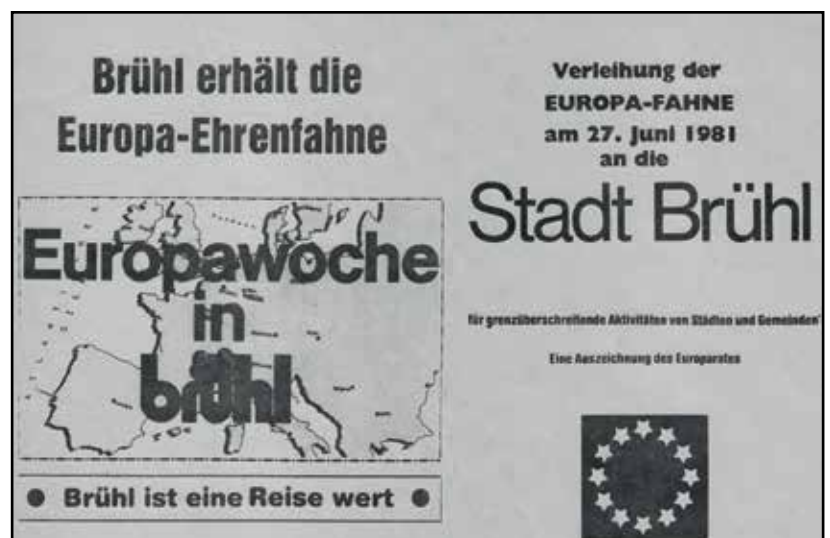 Brühl erhält die
Europa-Ehrenfahne
Europawoche
in
brühl
● Brühl ist eine Reise wert ●
Verleihung der
EUROPA-FAHNE
am 27. Juni 1981
an die
Stadt Brühl
für grenzüberschreitende Aktivitäten von Städten und Gemeinden"
Eine Auszeichnung des Europarates